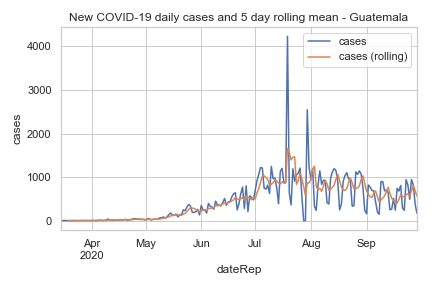 New COVID-19 daily cases and 5 day rolling mean - Guatemala
cases
cases (rolling)
4000
3000
2000
1000
0
cases
Apr
2020
May
Jun
Jul
Aug
Sep
dateRep